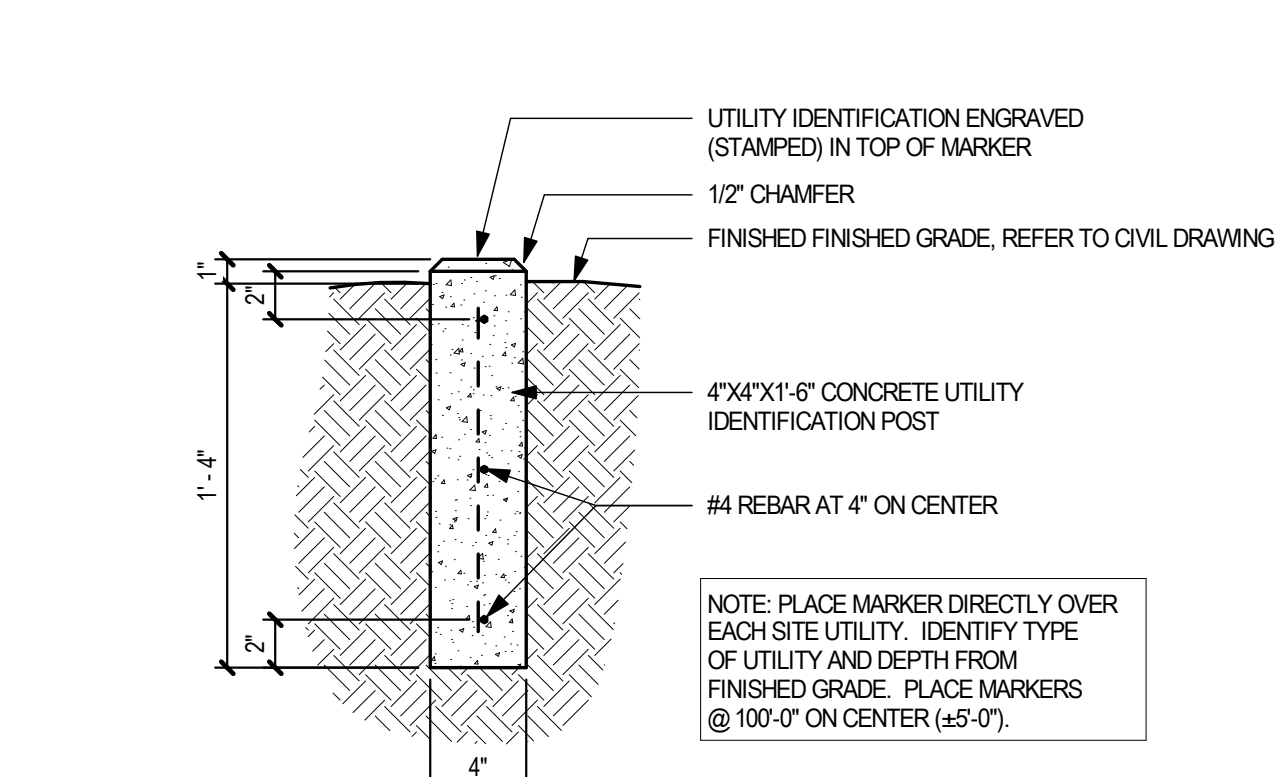 UTILITY IDENTIFICATION ENGRAVED
(STAMPED) IN TOP OF MARKER
1/2" CHAMFER
FINISHED FINISHED GRADE, REFER TO CIVIL DRAWING
1"
2"
4"X4"X1'-6" CONCRETE UTILITY
IDENTIFICATION POST
1' - 4"
#4 REBAR AT 4" ON CENTER
2"
NOTE: PLACE MARKER DIRECTLY OVER
EACH SITE UTILITY. IDENTIFY TYPE
OF UTILITY AND DEPTH FROM
FINISHED GRADE. PLACE MARKERS
@ 100'-0" ON CENTER (±5'-0").
4"